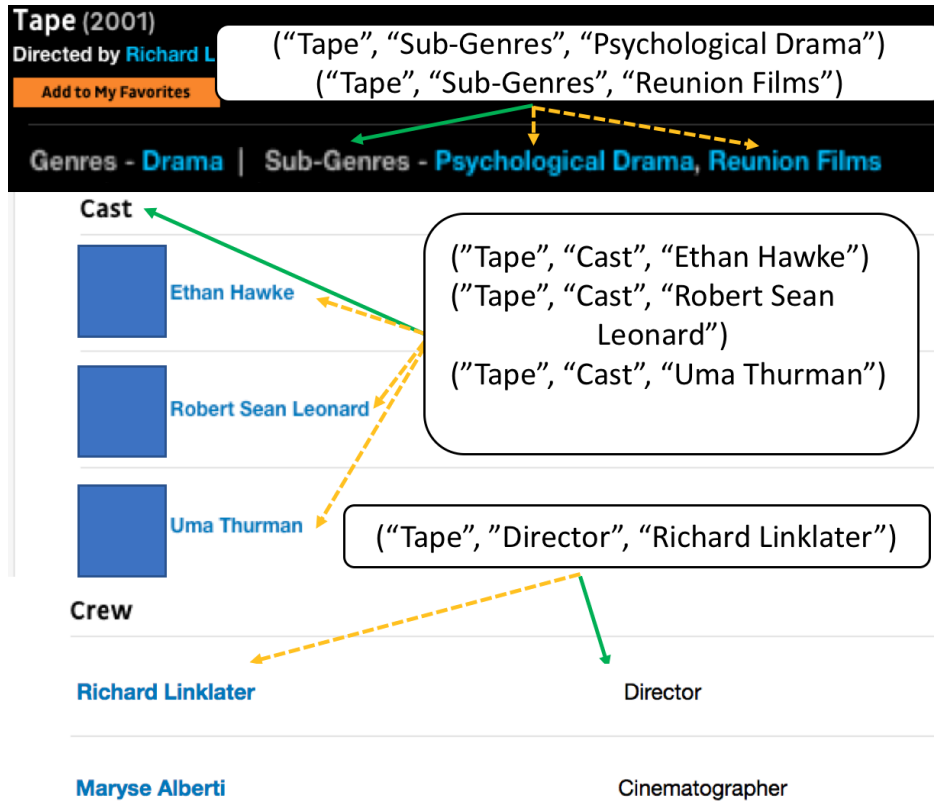 Tape (2001)
Directed by Richard L
Add to My Favorites
("Tape", "Sub-Genres", "Psychological Drama")
("Tape", "Sub-Genres", "Reunion Films")
Genres - Drama | Sub-Genres - Psychological Drama, Reunion Films
Cast
Ethan Hawke
Robert Sean Leonard
Uma Thurman
("Tape", "Cast", "Ethan Hawke")
("Tape", "Cast", "Robert Sean
Leonard")
("Tape", "Cast", "Uma Thurman")
("Tape", "Director", "Richard Linklater")
Crew
Richard Linklater Director
Maryse Alberti Cinematographer